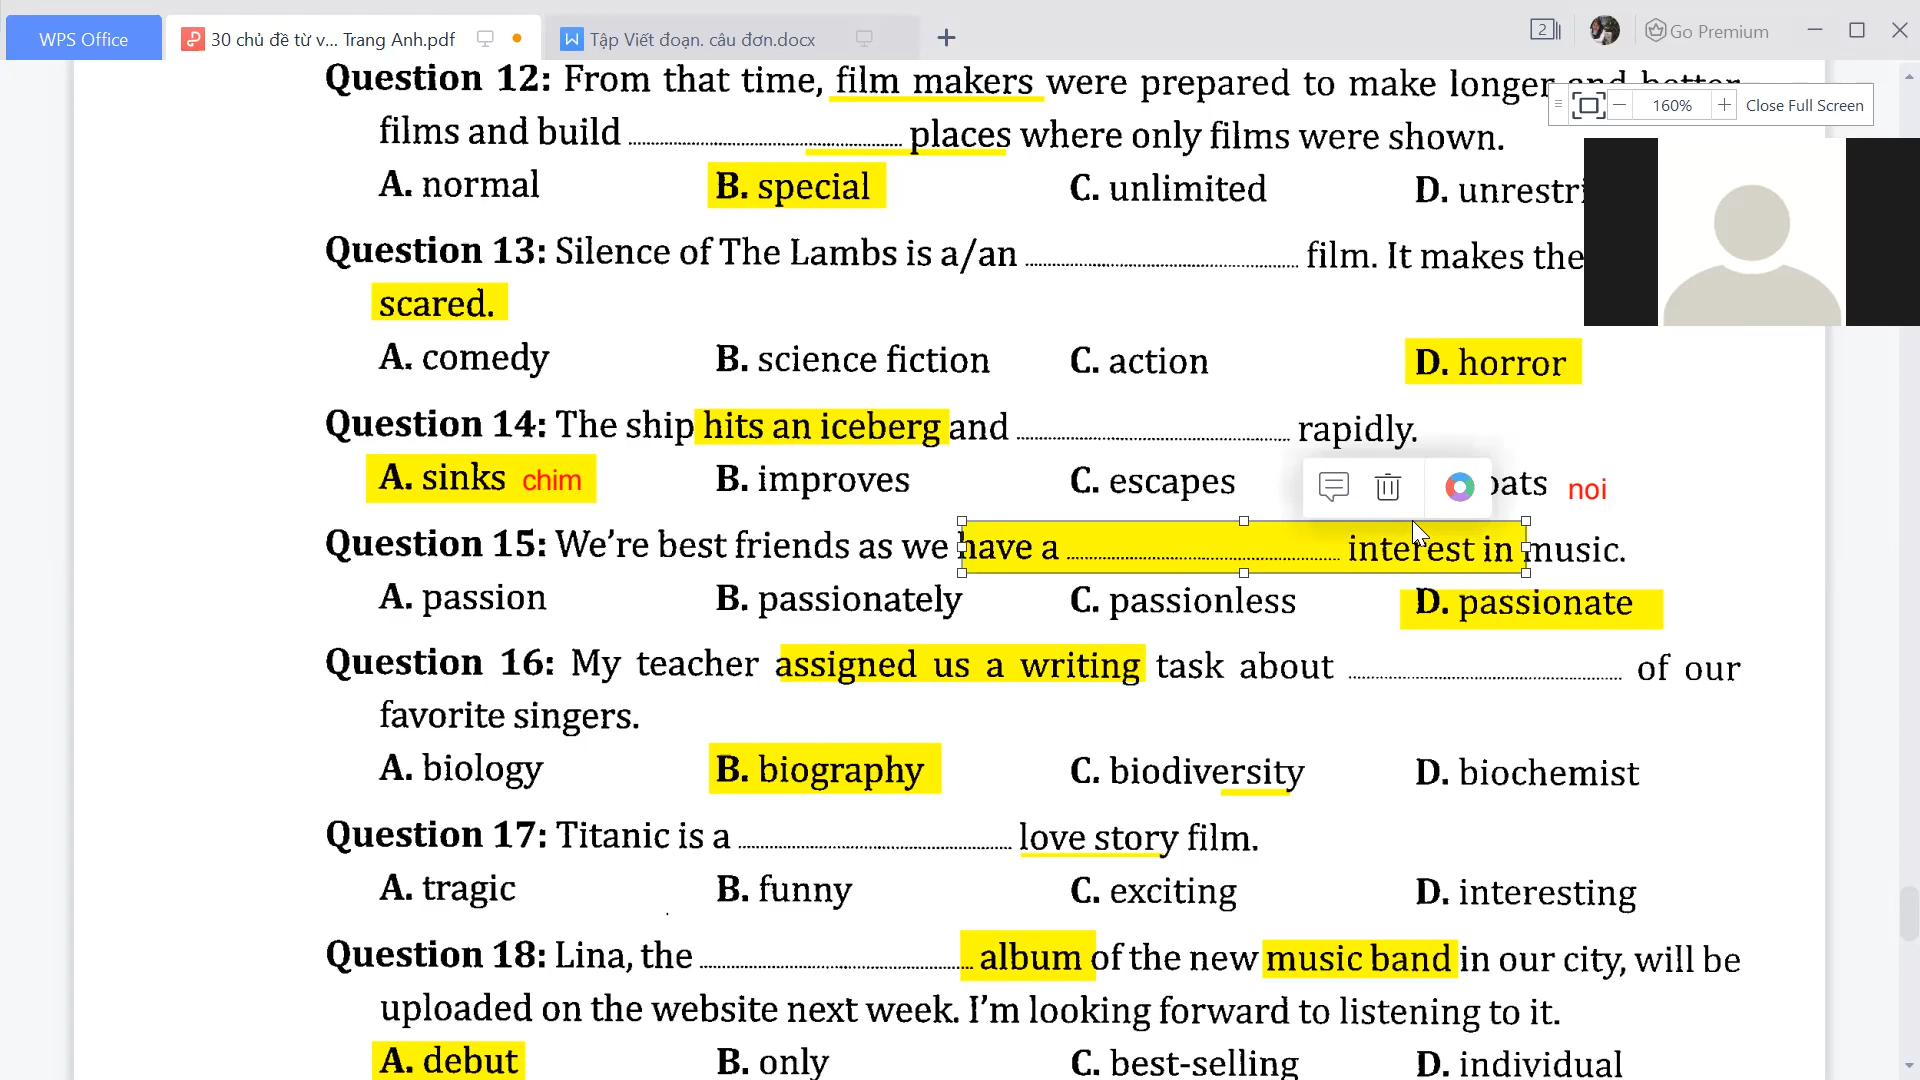 WPS Office
30 chủ đề từ v... Trang Anh.pdf
Tập Viết đoạn. câu đơn.docx
2
Go Premium
160%
Close Full Screen
Question 12: From that time, film makers were prepared to make longer and better
films and build ........................ places where only films were shown.
A. normal B. special C. unlimited D.
Question 13: Silence of The Lambs is a/an ........................ film. It makes the
scared.
A. comedy B. science fiction C. action D. horror
Question 14: The ship hits an iceberg and ........................ rapidly.
A. sinks chim B. improves C. escapes noi
Question 15: We're best friends as we have a ........................ interest in music.
A. passion B. passionately C. passionless D. passionate
Question 16: My teacher assigned us a writing task about ........................ of our
favorite singers.
A. biology B. biography C. biodiversity D. biochemist
Question 17: Titanic is a ........................ love story film.
A. tragic B. funny C. exciting D. interesting
Question 18: Lina, the ........................ album of the new music band in our city, will be
uploaded on the website next week. I'm looking forward to listening to it.
A. debut B. only C. best-selling D. individual